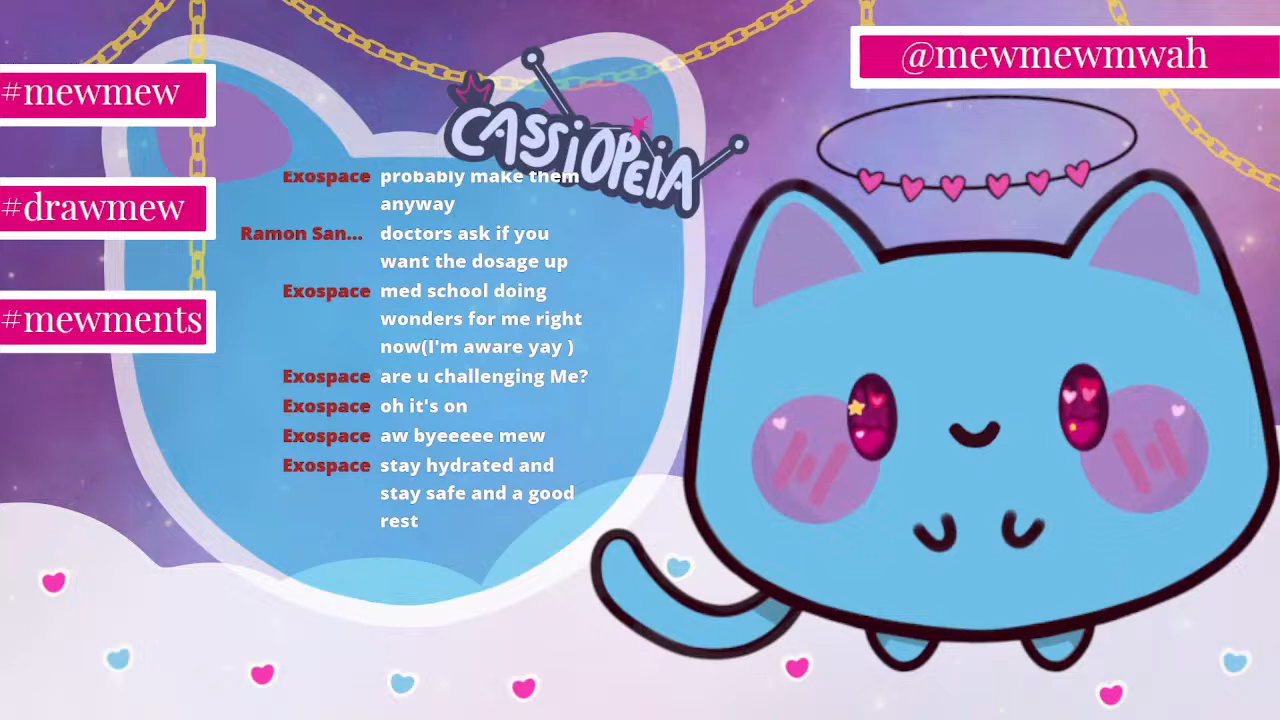 @mewmewmwah
#mewmew
CASSIOPEIA
Exospace probably make them
anyway
#drawmew
Ramon San... doctors ask if you
want the dosage up
Exospace med school doing
wonders for me right
#mewments
now(I'm aware yay )
Exospace are u challenging Me?
Exospace oh it's on
Exospace aw byeeeee mew
Exospace stay hydrated and
stay safe and a good
rest